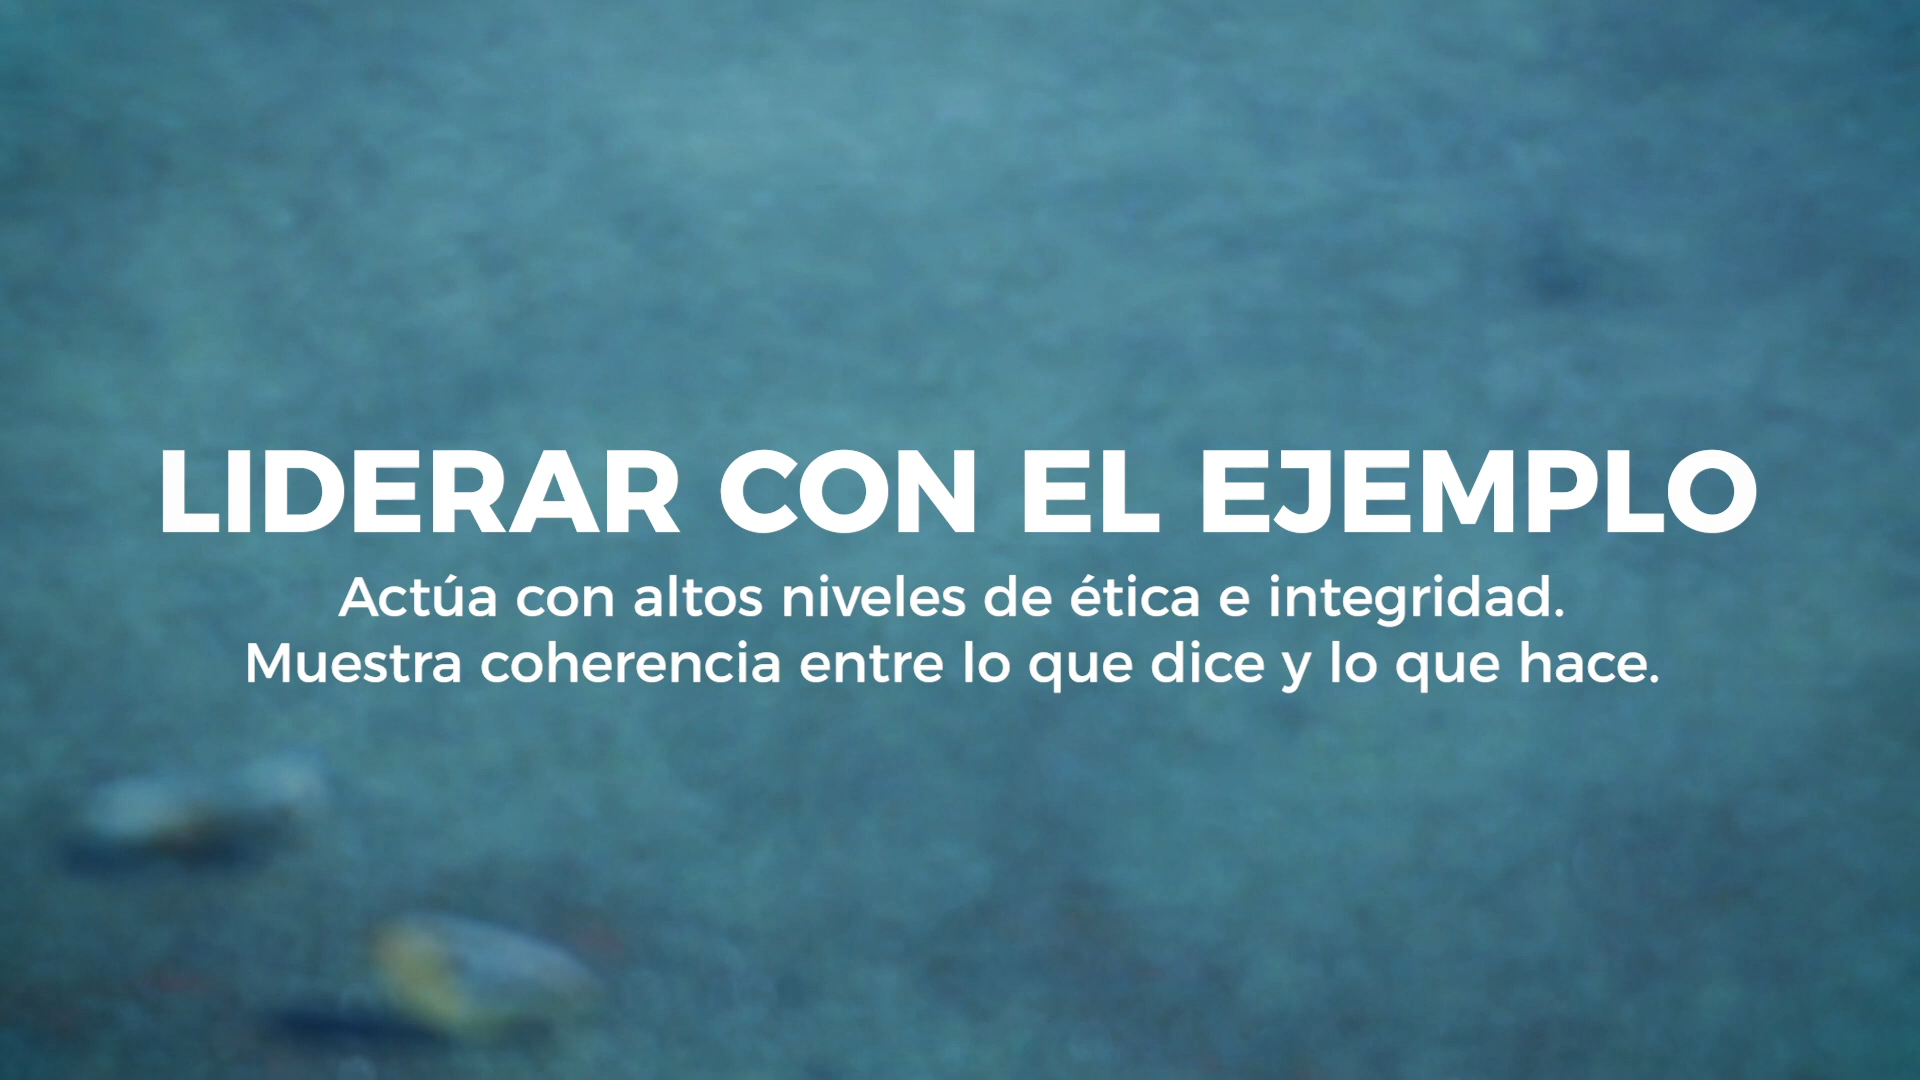 LIDERAR CON EL EJEMPLO
Actúa con altos niveles de ética e integridad.
Muestra coherencia entre lo que dice y lo que hace.